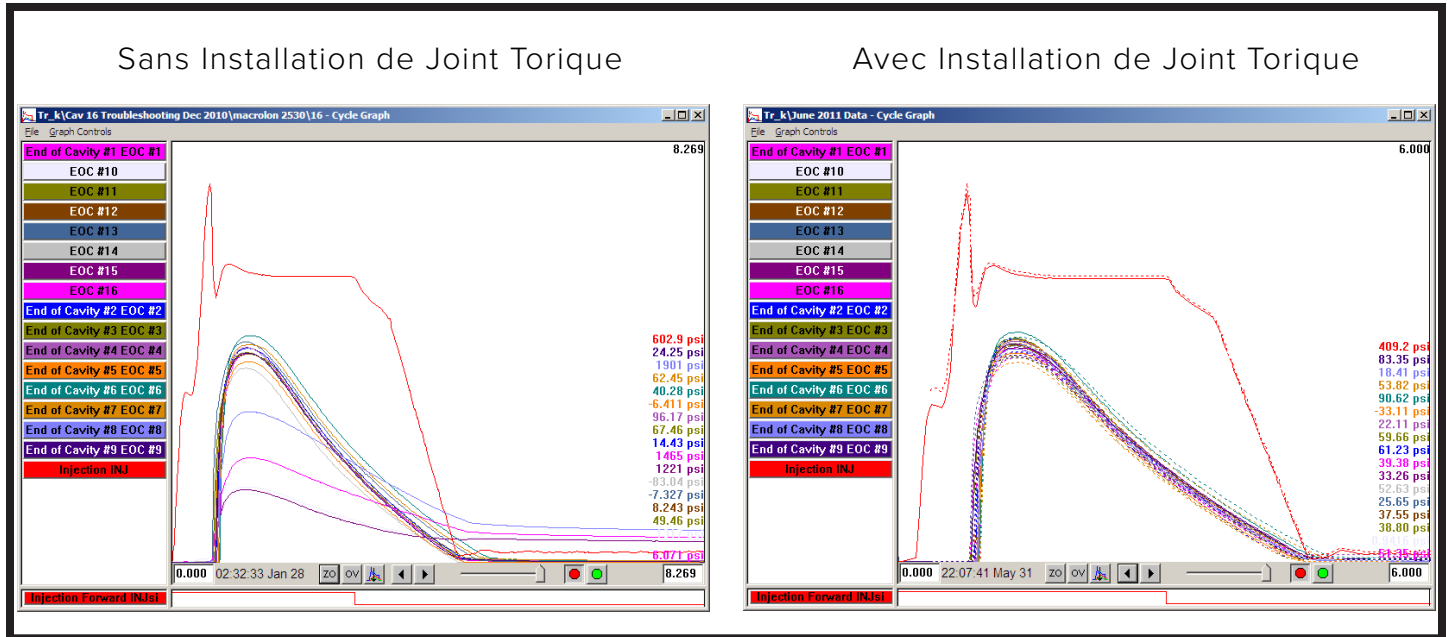 Sans Installation de Joint Torique
Tr_k\Cav 16 Troubleshooting Dec 2010\macrolon 2530\16 - Cycle Graph
File Graph Controls
End of Cavity #1 EOC #1
EOC #10
EOC #11
EOC #12
EOC #13
EOC #14
EOC #15
EOC #16
End of Cavity #2 EOC #2
End of Cavity #3 EOC #3
End of Cavity #4 EOC #4
End of Cavity #5 EOC #5
End of Cavity #6 EOC #6
End of Cavity #7 EOC #7
End of Cavity #8 EOC #8
End of Cavity #9 EOC #9
Injection INJ
8.269
602.9 psi
24.25 psi
1901 psi
62.45 psi
40.28 psi
-6.411 psi
96.17 psi
67.46 psi
14.43 psi
1465 psi
1221 psi
-83.04 psi
-7.327 psi
8.243 psi
49.46 psi
6.071 psi
0.000 02:32:33 Jan 28 ZO OV 8.269
Injection Forward INJsi
Avec Installation de Joint Torique
Tr_k\June 2011 Data - Cycle Graph
File Graph Controls
End of Cavity #1 EOC #1
EOC #10
EOC #11
EOC #12
EOC #13
EOC #14
EOC #15
EOC #16
End of Cavity #2 EOC #2
End of Cavity #3 EOC #3
End of Cavity #4 EOC #4
End of Cavity #5 EOC #5
End of Cavity #6 EOC #6
End of Cavity #7 EOC #7
End of Cavity #8 EOC #8
End of Cavity #9 EOC #9
Injection INJ
6.000
409.2 psi
83.35 psi
18.41 psi
53.82 psi
90.62 psi
-33.11 psi
22.11 psi
59.66 psi
61.23 psi
39.38 psi
33.26 psi
52.63 psi
25.65 psi
37.55 psi
38.80 psi
0.9416 psi
0.000 22:07:41 May 31 ZO OV 6.000
Injection Forward INJsi